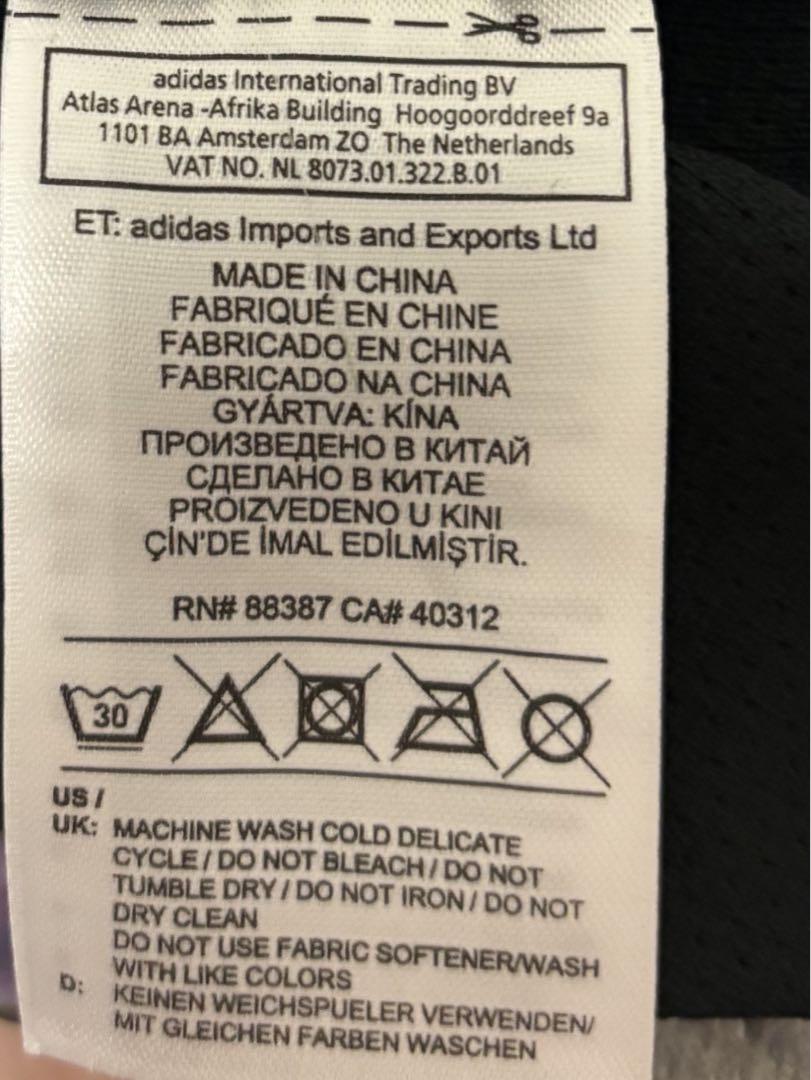 adidas International Trading BV
Atlas Arena -Afrika Building Hoogoorddreef 9a
1101 BA Amsterdam ZO The Netherlands
VAT NO. NL 8073.01.322.B.01
ET: adidas Imports and Exports Ltd
MADE IN CHINA
FABRIQUÉ EN CHINE
FABRICADO EN CHINA
FABRICADO NA CHINA
GYÁRTVA: KÍNA
ПРОИЗВЕДЕНО В КИТАЙ
СДЕЛАНО В КИТАЕ
PROIZVEDENO U KINI
ÇİN'DE İMAL EDİLMİŞTİR.
RN# 88387 CA# 40312
30
US /
UK: MACHINE WASH COLD DELICATE
CYCLE / DO NOT BLEACH / DO NOT
TUMBLE DRY / DO NOT IRON / DO NOT
DRY CLEAN
DO NOT USE FABRIC SOFTENER/WASH
WITH LIKE COLORS
D: KEINEN WEICHSPUELER VERWENDEN/
MIT GLEICHEN FARBEN WASCHEN